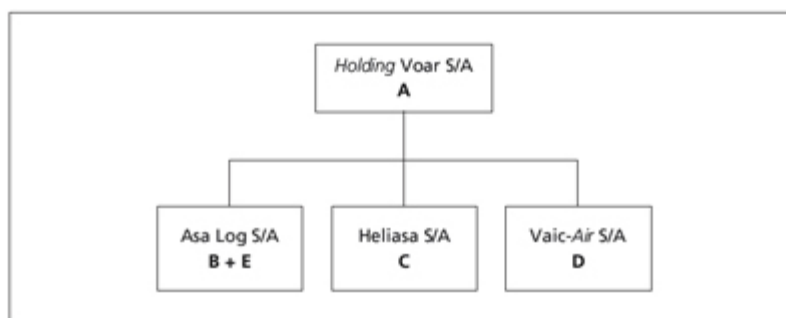 Holding Voar S/A
A
Asa Log S/A
B + E
Heliasa S/A
C
Vaic-Air S/A
D